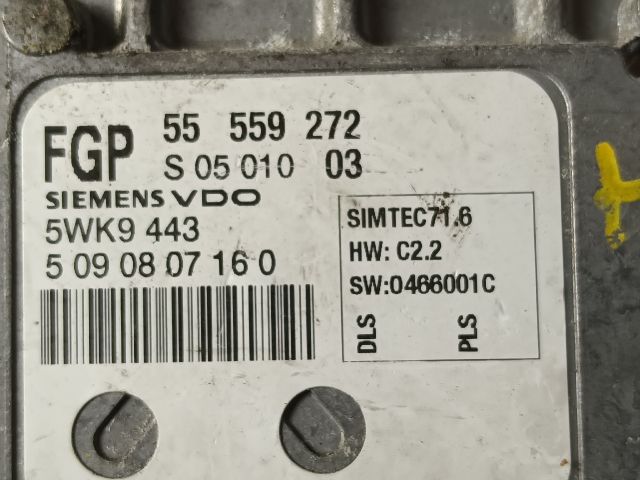 FGP 55 559 272
S 05 010 03
SIEMENS VDO
5WK9 443
5 09 08 07 16 0
SIMTEC71.6
HW: C2.2
SW:0466001C
DLS PLS